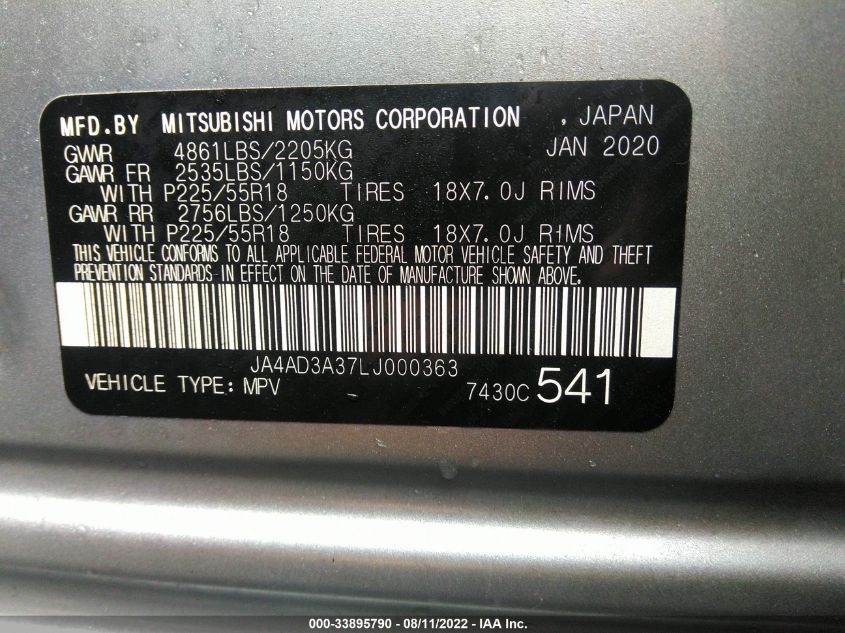 MFD.BY MITSUBISHI MOTORS CORPORATION , JAPAN
GVWR 4861LBS/2205KG JAN 2020
GAWR FR 2535LBS/1150KG
WITH P225/55R18 TIRES 18X7.0J RIMS
GAWR RR 2756LBS/1250KG
WITH P225/55R18 TIRES 18X7.0J RIMS
THIS VEHICLE CONFORMS TO ALL APPLICABLE FEDERAL MOTOR VEHICLE SAFETY AND THEFT
PREVENTION STANDARDS IN EFFECT ON THE DATE OF MANUFACTURE SHOWN ABOVE.
JA4AD3A37LJ000363
VEHICLE TYPE: MPV 7430C 541
000-33895790 - 08/11/2022 - IAA Inc.